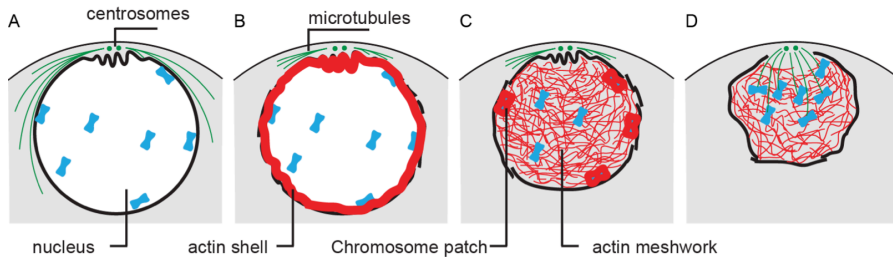 A
centrosomes
B
microtubules
C
D
nucleus
actin shell
Chromosome patch
actin meshwork